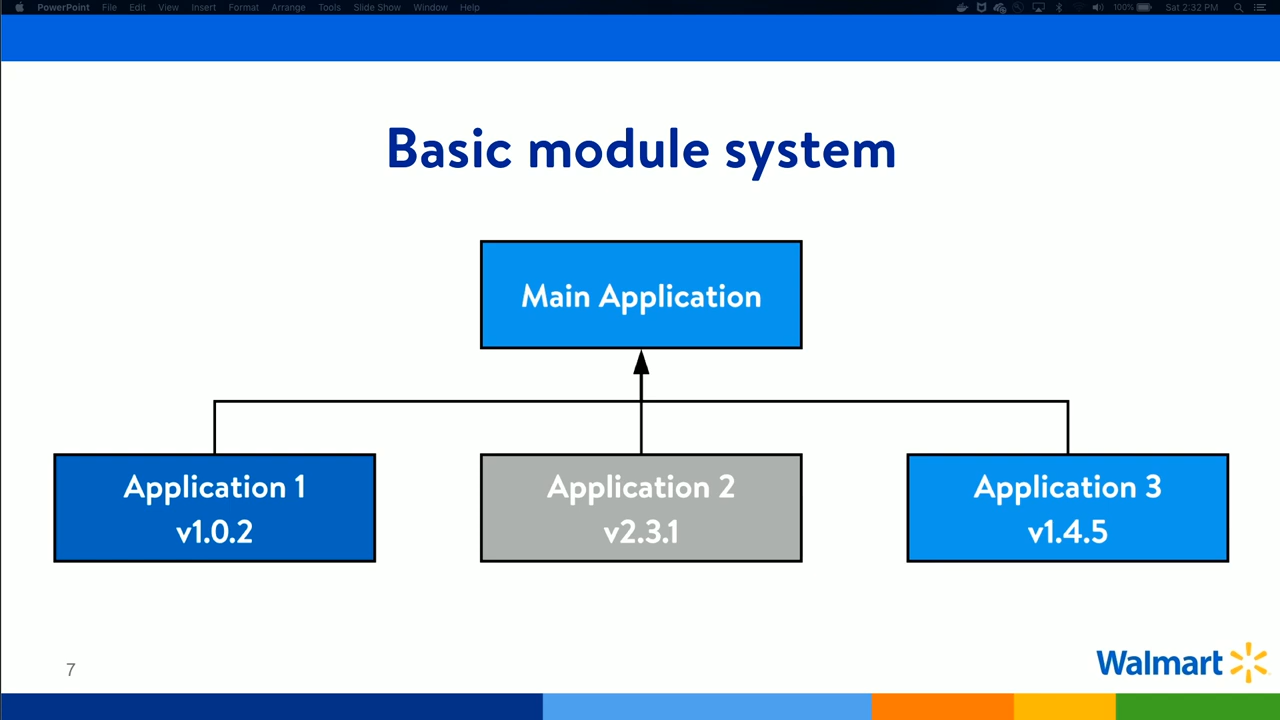 PowerPoint File Edit View Insert Format Arrange Tools Slide Show Window Help 100% Sat 2:32 PM
Basic module system
Main Application
Application 1
v1.0.2
Application 2
v2.3.1
Application 3
v1.4.5
7
Walmart